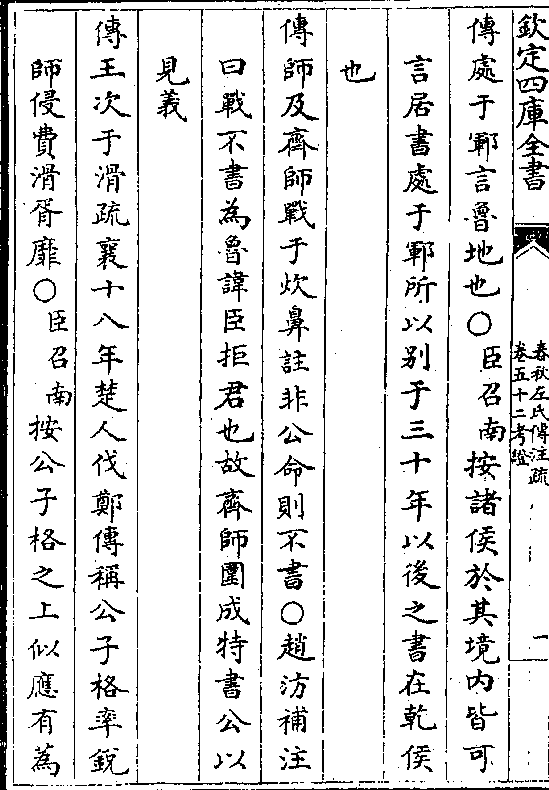 欽定四庫全書
春秋左氏傳注疏
卷五十二考證
一
傳處于鄆言魯地也○臣召南按諸侯於其境内皆可
言居書處于鄆所以别于三十年以後之書在乾侯
也
傳師及齊師戰于炊鼻註非公命則不書○趙汸補注
曰戰不書為魯諱臣拒君也故齊師圍成特書公以
見義
傳王次于滑疏襄十八年楚人伐鄭傳稱公子格率銳
師侵費滑胥靡○臣召南按公子格之上似應有為